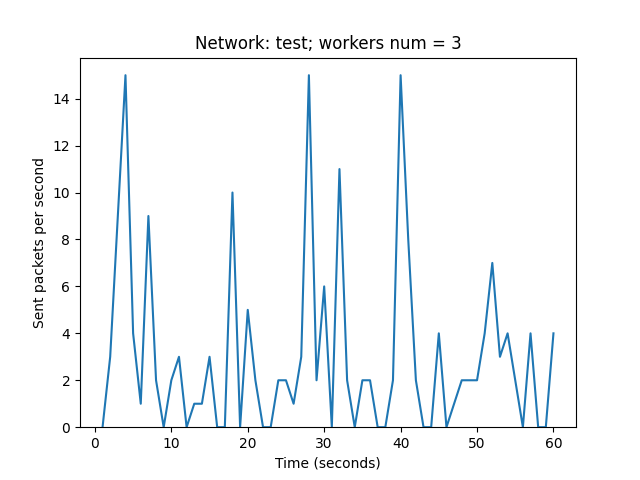 Network: test; workers num = 3
Sent packets per second
14
12
10
8
6
4
2
0
0 10 20 30 40 50 60
Time (seconds)